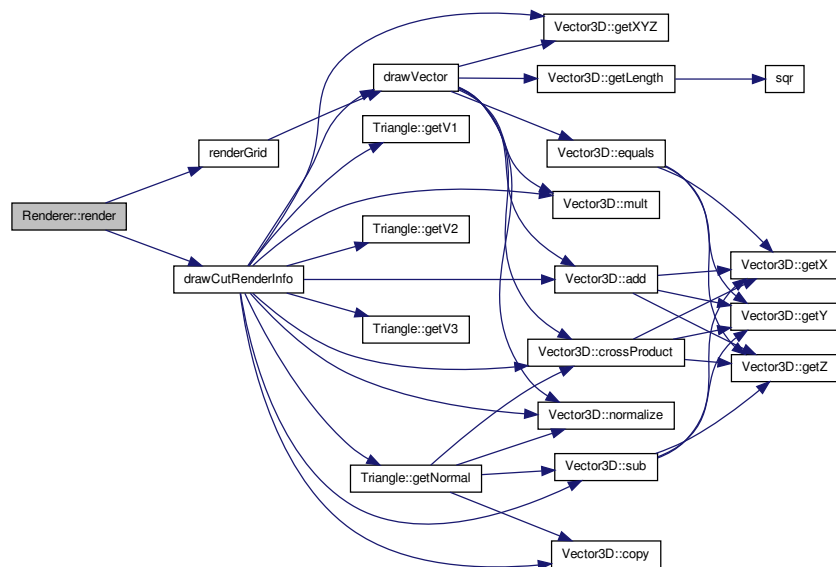 Vector3D::getXYZ
drawVector
Vector3D::getLength
sqr
Triangle::getV1
renderGrid
Vector3D::equals
Vector3D::mult
Renderer::render
Triangle::getV2
drawCutRenderInfo
Vector3D::add
Vector3D::getX
Vector3D::getY
Triangle::getV3
Vector3D::crossProduct
Vector3D::getZ
Vector3D::normalize
Triangle::getNormal
Vector3D::sub
Vector3D::copy